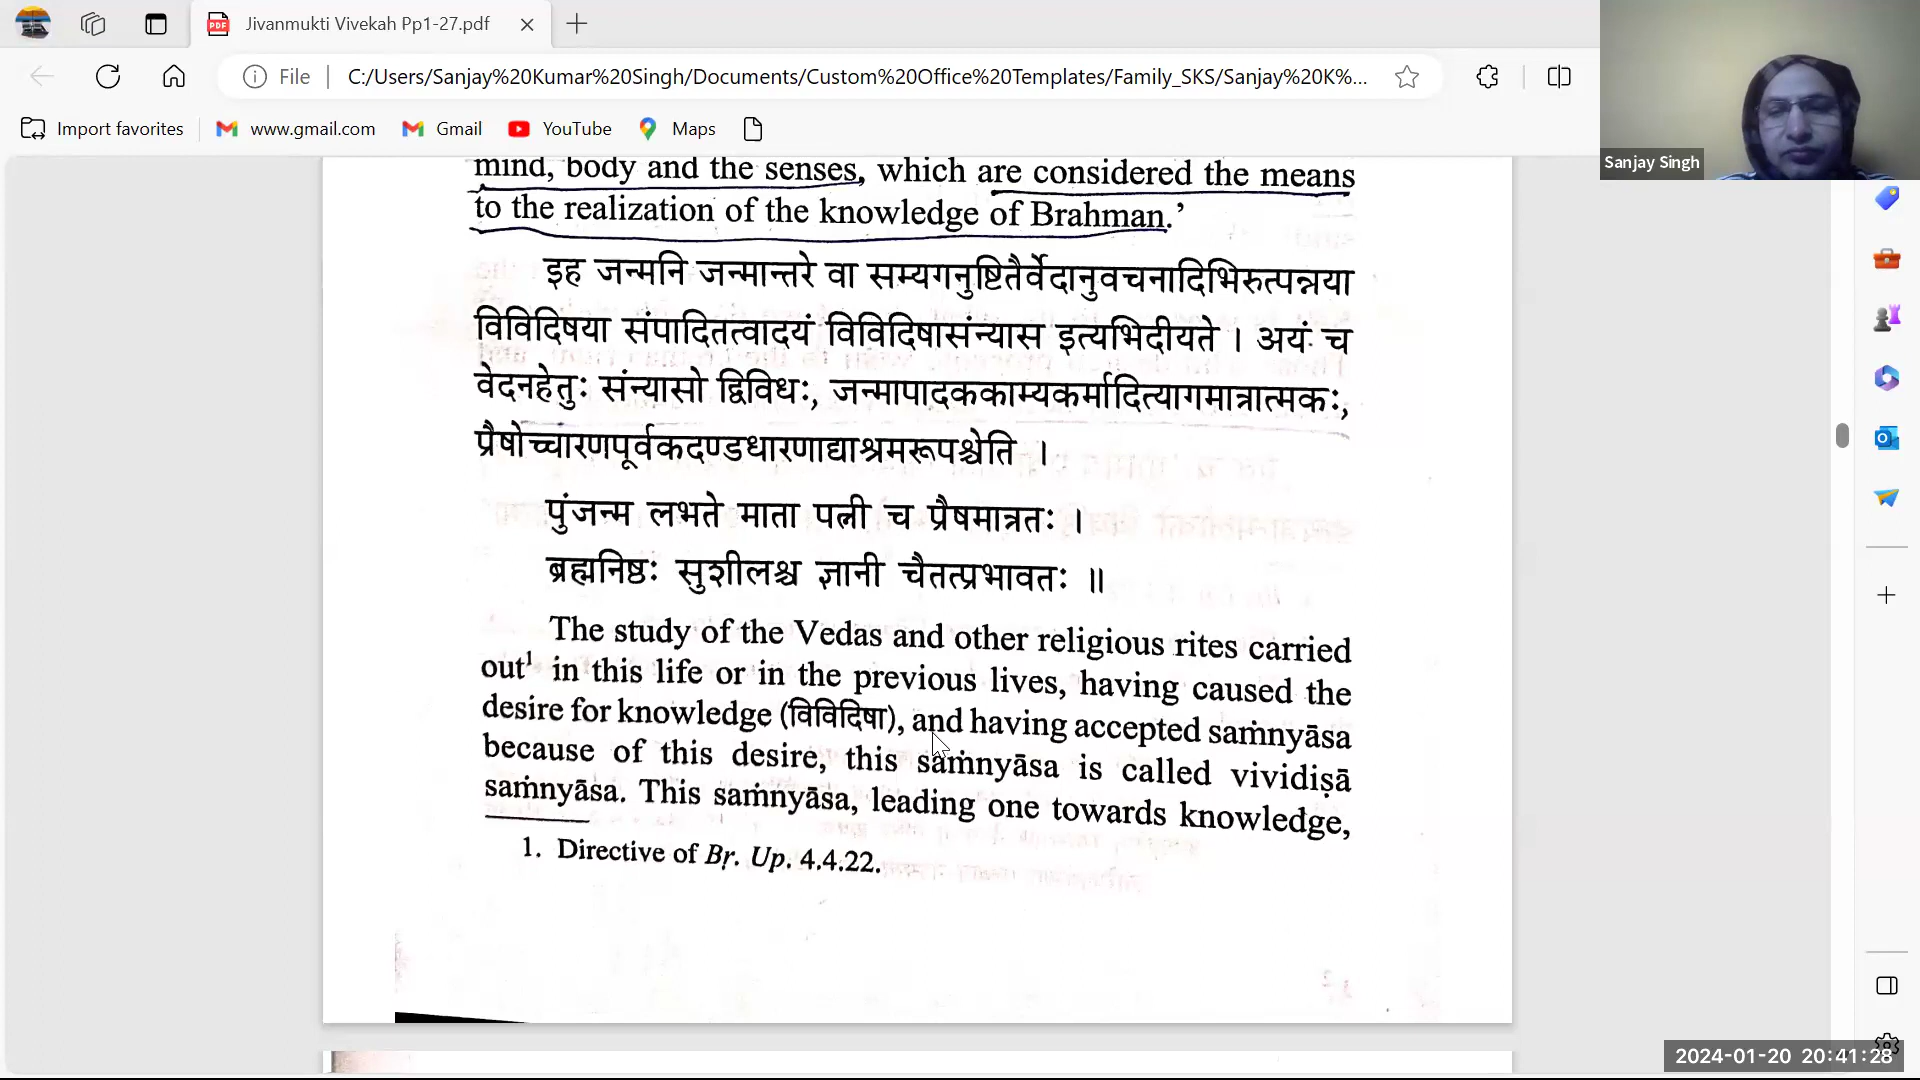 Jivanmukti Vivekah Pp1-27.pdf
File
C:/Users/Sanjay%20Kumar%20Singh/Documents/Custom%20Office%20Templates/Family_SKS/Sanjay%20K%...
Import favorites
www.gmail.com
Gmail
YouTube
Maps
Sanjay Singh
mind, body and the senses, which are considered the means
to the realization of the knowledge of Brahman.’
इह जन्मनि जन्मान्तरे वा सम्यगनुष्टितैर्वेदानुवचनादिभिरुत्पन्नया
विविदिषया संपादितत्वादयं विविदिषासंन्यास इत्यभिदीयते । अयं च
वेदनहेतुः संन्यासो द्विविधः, जन्मापादककाम्यकर्मादित्यागमात्रात्मकः,
प्रैषोच्चारणपूर्वकदण्डधारणाद्याश्रमरूपश्चेति ।
पुंजन्म लभते माता पत्नी च प्रैषमात्रतः ।
ब्रह्मनिष्ठः सुशीलश्च ज्ञानी चैतत्प्रभावतः ॥
The study of the Vedas and other religious rites carried
out¹ in this life or in the previous lives, having caused the
desire for knowledge (विविदिषा), and having accepted saṁnyāsa
because of this desire, this saṁnyāsa is called vividiṣā
saṁnyāsa. This saṁnyāsa, leading one towards knowledge,
1. Directive of Bṛ. Up. 4.4.22.
2024-01-20 20:41:28